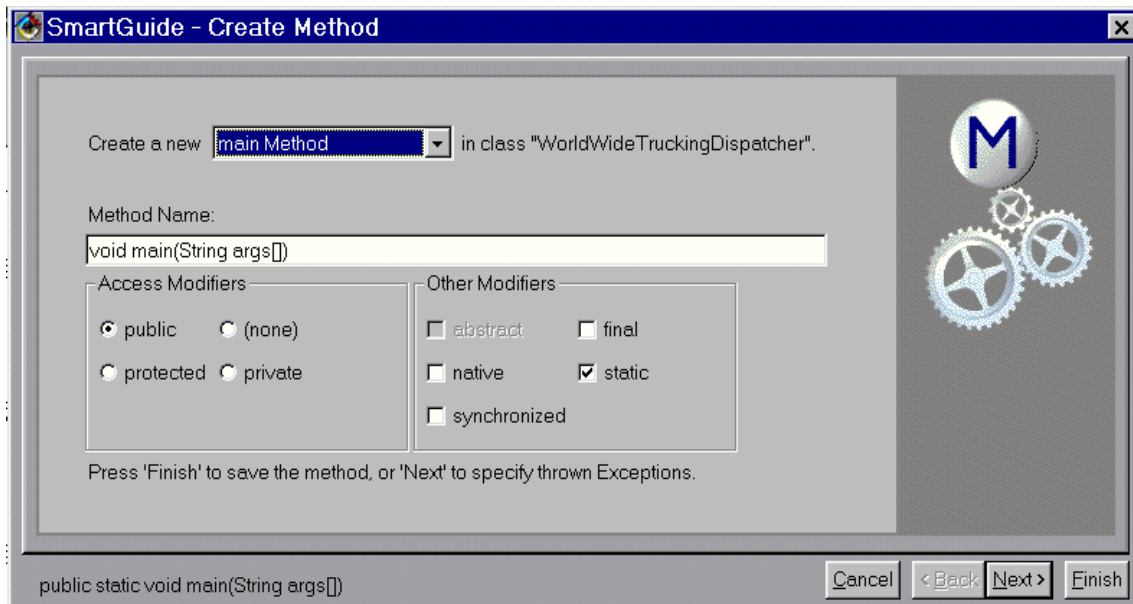 SmartGuide - Create Method
M
Create a new main Method in class "WorldWideTruckingDispatcher".
Method Name:
void main(String args[])
Access Modifiers Other Modifiers
public (none) abstract final
protected private native static
synchronized
Press 'Finish' to save the method, or 'Next' to specify thrown Exceptions.
public static void main(String args[]) Cancel < Back Next > Finish